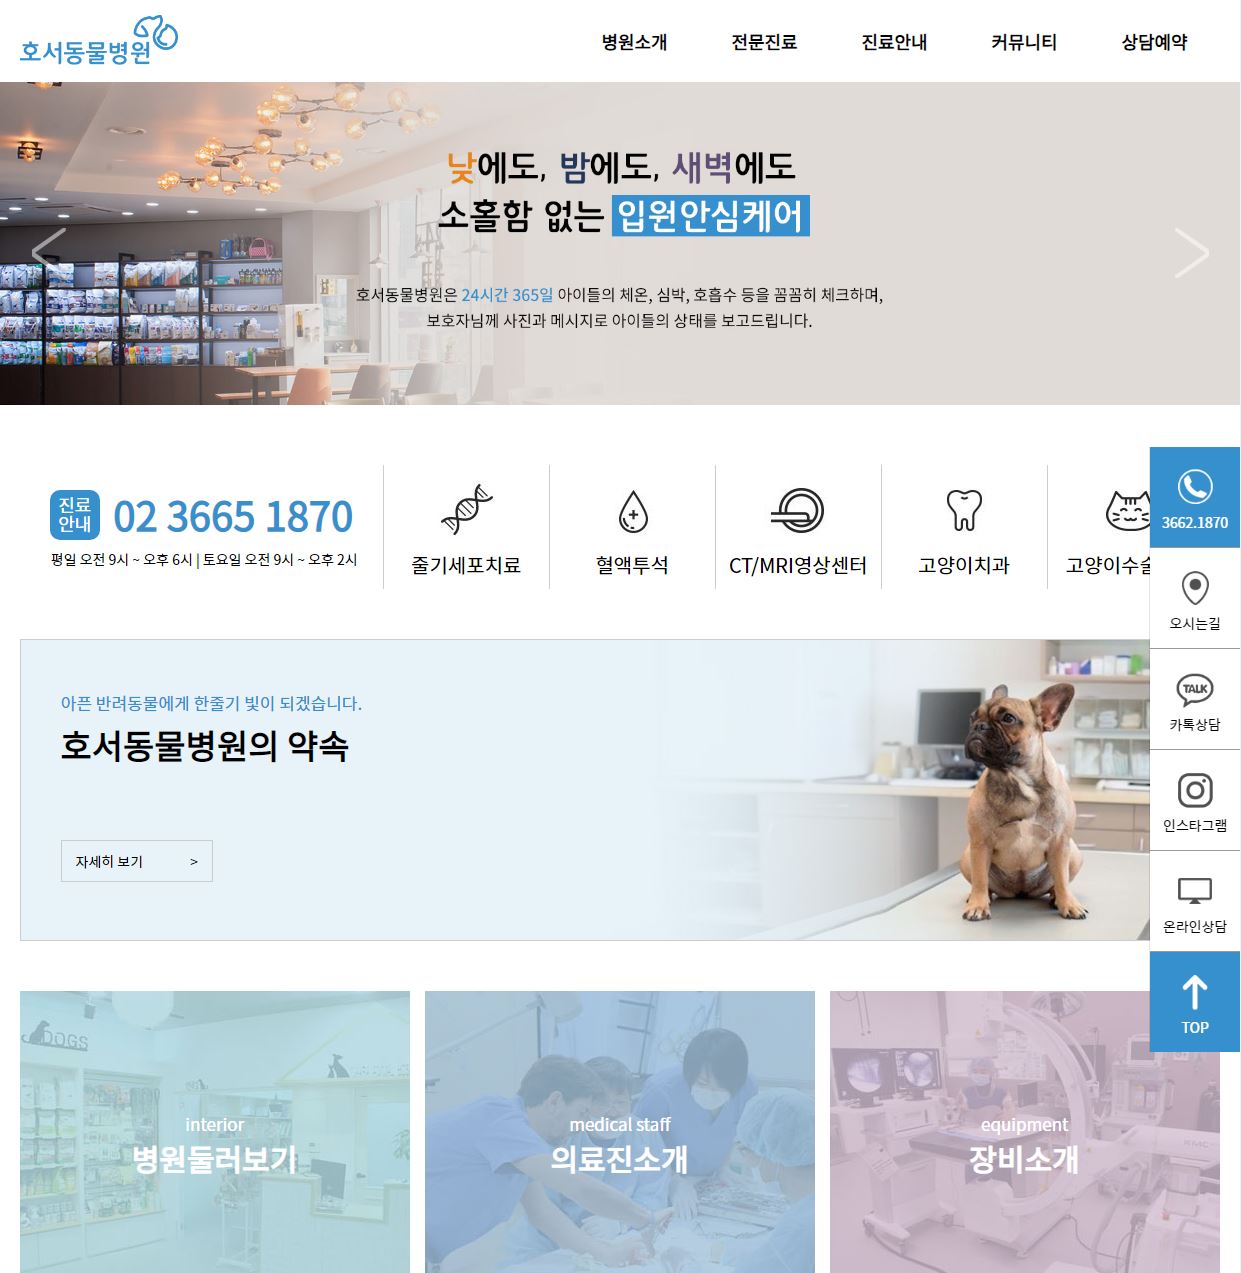 호서동물병원
병원소개
전문진료
진료안내
커뮤니티
상담예약
낮에도, 밤에도, 새벽에도
소홀함 없는 입원안심케어
호서동물병원은 24시간 365일 아이들의 체온, 심박, 호흡수 등을 꼼꼼히 체크하며,
보호자님께 사진과 메시지로 아이들의 상태를 보고드립니다.
진료
안내
02 3665 1870
평일 오전 9시 ~ 오후 6시 | 토요일 오전 9시 ~ 오후 2시
줄기세포치료
혈액투석
CT/MRI영상센터
고양이치과
고양이수술
3662.1870
오시는길
TALK
카톡상담
인스타그램
온라인상담
TOP
아픈 반려동물에게 한줄기 빛이 되겠습니다.
호서동물병원의 약속
자세히 보기 >
DOGS
interior
병원둘러보기
medical staff
의료진소개
equipment
장비소개